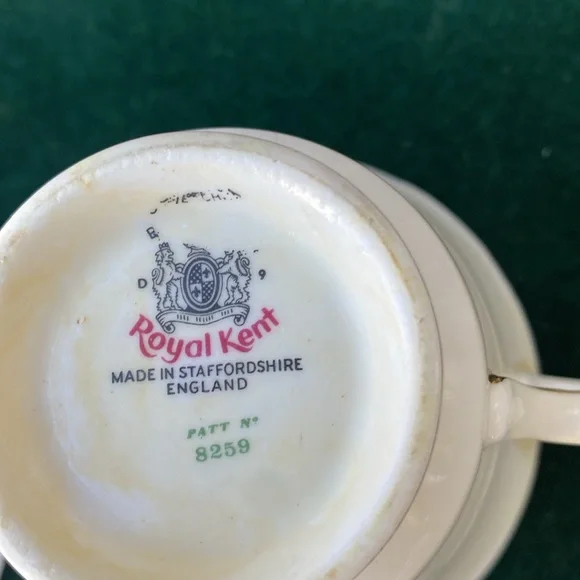 D 9
Royal Kent
MADE IN STAFFORDSHIRE
ENGLAND
PATT Nº
8259